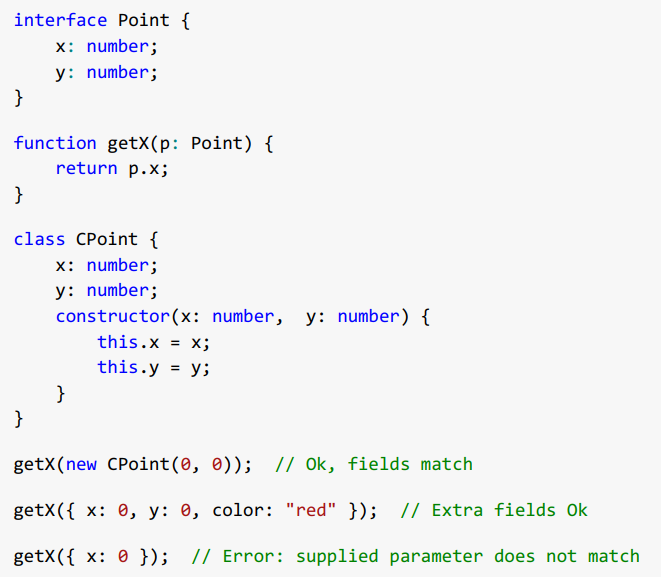 interface Point {
    x: number;
    y: number;
}
function getX(p: Point) {
    return p.x;
}
class CPoint {
    x: number;
    y: number;
    constructor(x: number,  y: number) {
        this.x = x;
        this.y = y;
    }
}
getX(new CPoint(0, 0));  // Ok, fields match
getX({ x: 0, y: 0, color: "red" });  // Extra fields Ok
getX({ x: 0 });  // Error: supplied parameter does not match